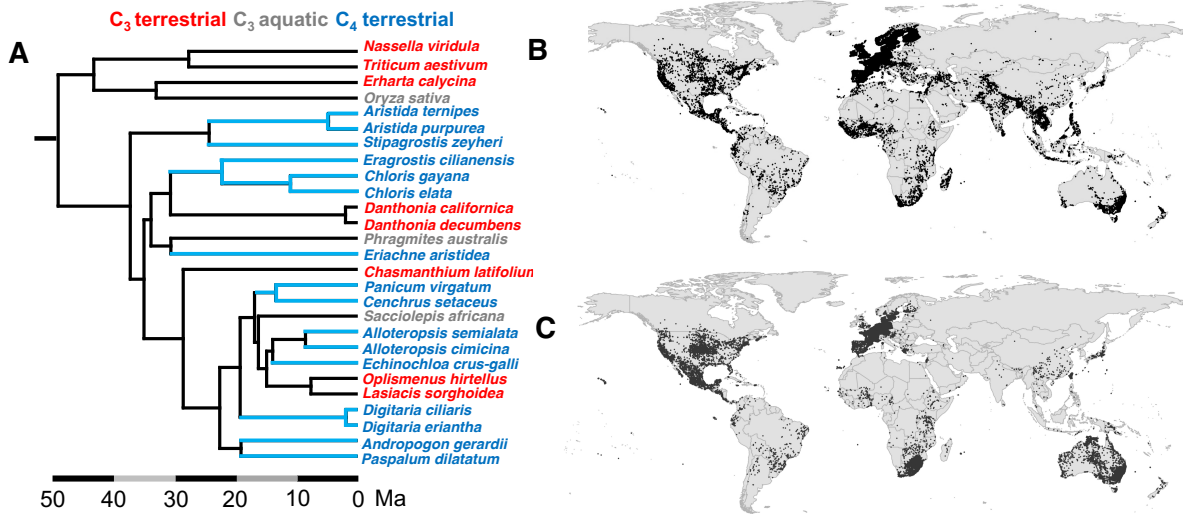 C3 terrestrial C3 aquatic C4 terrestrial
A
Nassella viridula
Triticum aestivum
Erharta calycina
Oryza sativa
Aristida ternipes
Aristida purpurea
Stipagrostis zeyheri
Eragrostis cilianensis
Chloris gayana
Chloris elata
Danthonia californica
Danthonia decumbens
Phragmites australis
Eriachne aristidea
Chasmanthium latifolium
Panicum virgatum
Cenchrus setaceus
Sacciolepis africana
Alloteropsis semialata
Alloteropsis cimicina
Echinochloa crus-galli
Oplismenus hirtellus
Lasiacis sorghoidea
Digitaria ciliaris
Digitaria eriantha
Andropogon gerardii
Paspalum dilatatum
50 40 30 20 10 0 Ma
B
C